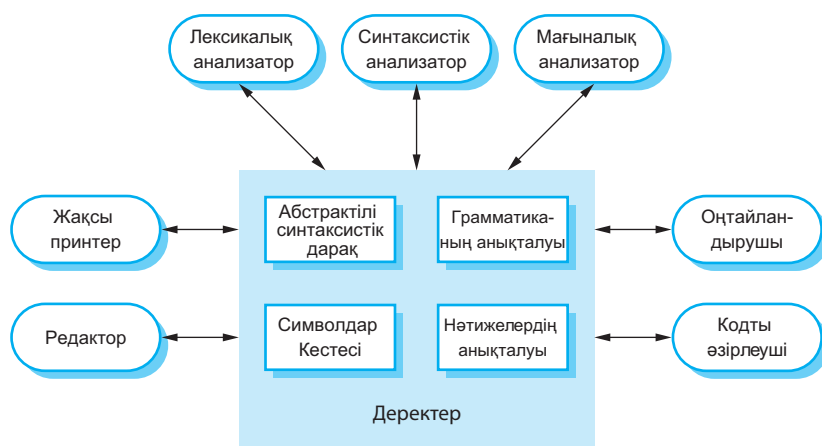 Лексикалық
анализатор
Синтаксистік
анализатор
Мағыналық
анализатор
Жақсы
принтер
Абстрактілі
синтаксистік
дарақ
Грамматика-
ның анықталуы
Оңтайлан-
дырушы
Редактор
Символдар
Кестесі
Нәтижелердің
анықталуы
Кодты
әзірлеуші
Деректер